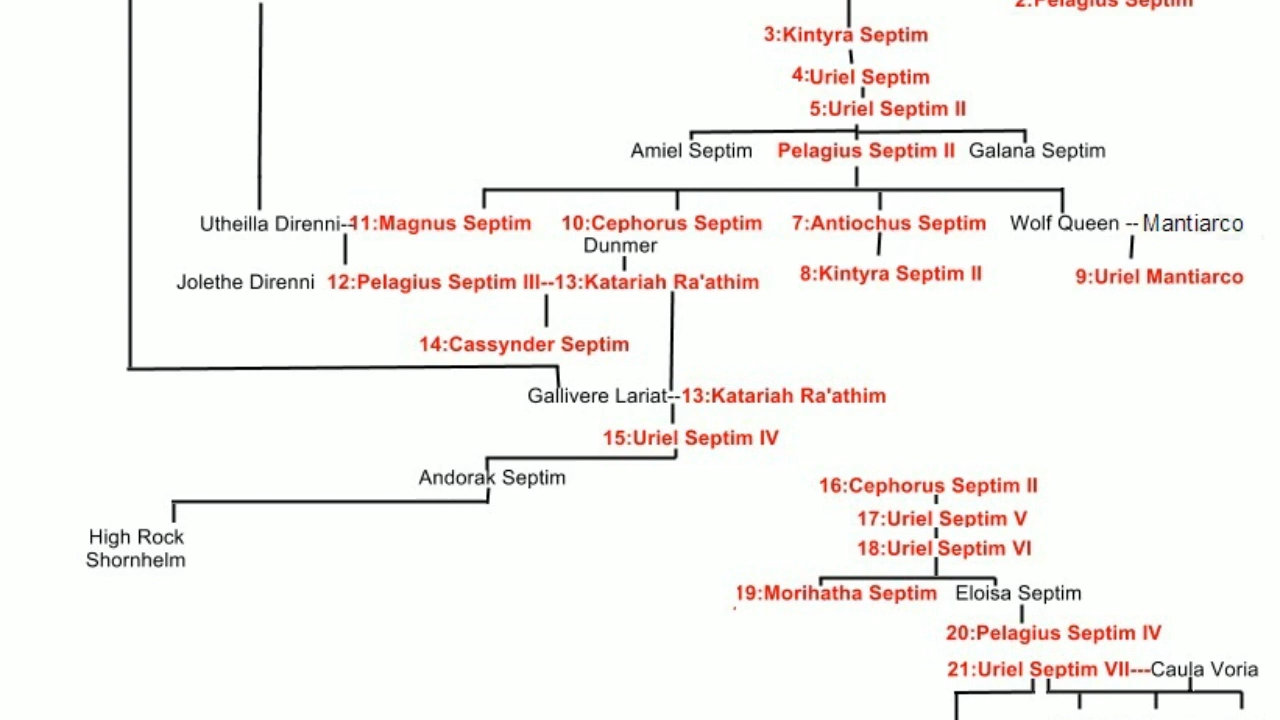 2:Pelagius Septim
3:Kintyra Septim
4:Uriel Septim
5:Uriel Septim II
Amiel Septim Pelagius Septim II Galana Septim
Utheilla Direnni--11:Magnus Septim 10:Cephorus Septim 7:Antiochus Septim Wolf Queen -- Mantiarco
Dunmer
8:Kintyra Septim II 9:Uriel Mantiarco
Jolethe Direnni 12:Pelagius Septim III--13:Katariah Ra'athim
14:Cassynder Septim
Gallivere Lariat--13:Katariah Ra'athim
15:Uriel Septim IV
Andorak Septim
16:Cephorus Septim II
17:Uriel Septim V
High Rock
Shornhelm
18:Uriel Septim VI
19:Morihatha Septim Eloisa Septim
20:Pelagius Septim IV
21:Uriel Septim VII---Caula Voria